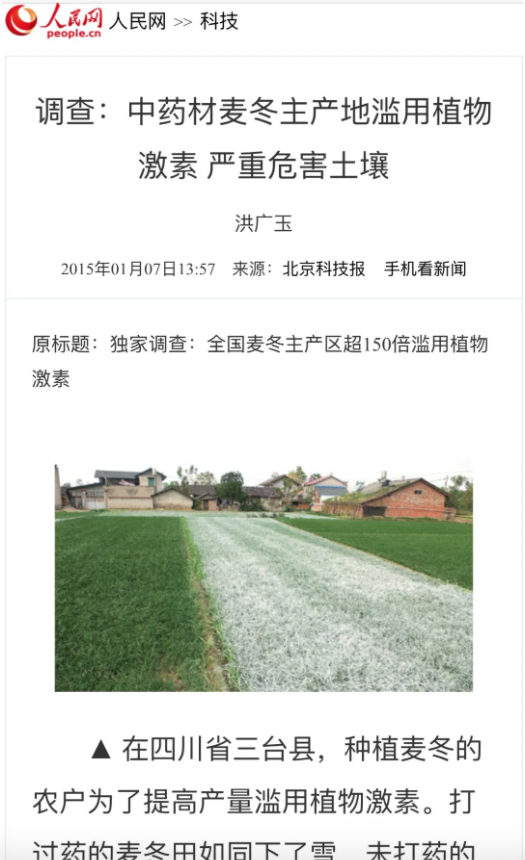 人民网 people.cn 人民网 >> 科技
调查：中药材麦冬主产地滥用植物
激素 严重危害土壤
洪广玉
2015年01月07日13:57 来源：北京科技报 手机看新闻
原标题：独家调查：全国麦冬主产区超150倍滥用植物
激素
▲ 在四川省三台县，种植麦冬的
农户为了提高产量滥用植物激素。打
过药的麦冬田如同下了雪，未打药的